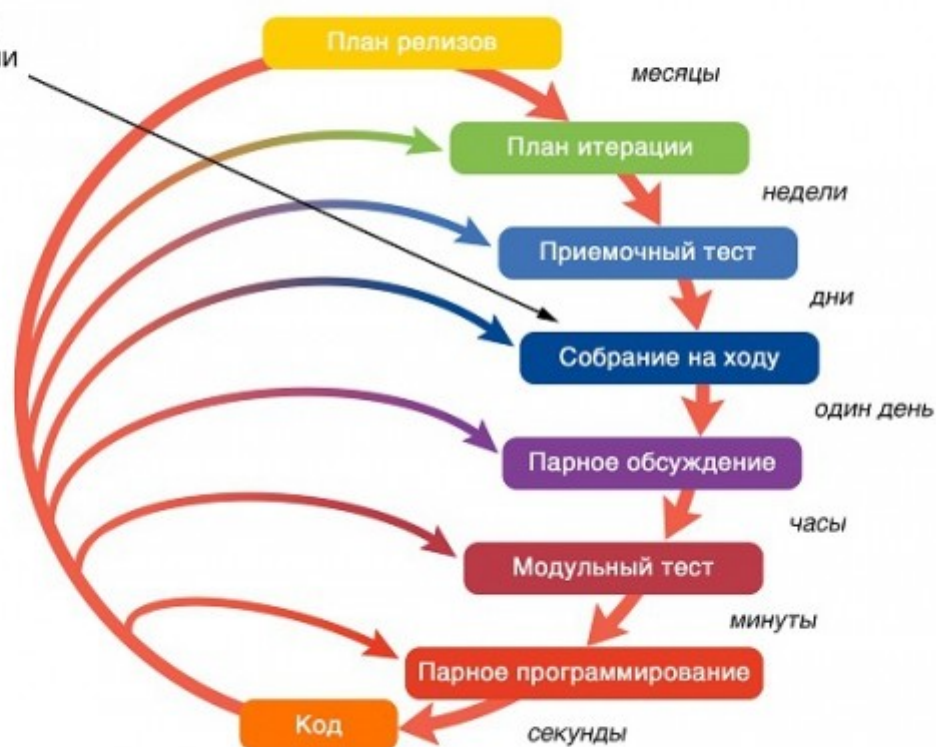 План релизов
месяцы
План итерации
недели
Приемочный тест
дни
Собрание на ходу
один день
Парное обсуждение
часы
Модульный тест
минуты
Парное программирование
Код
секунды